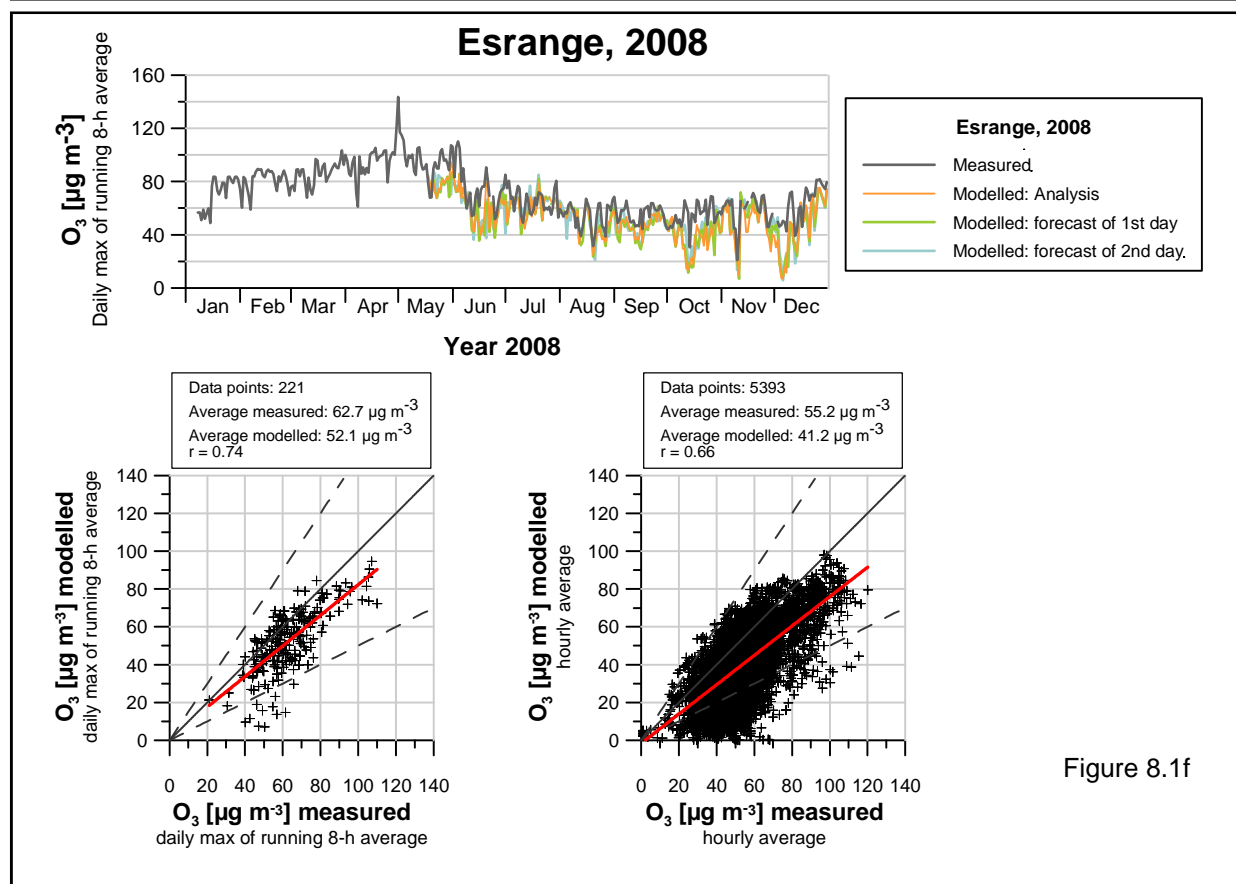 Esrange, 2008
O3 [µg m-3]
Daily max of running 8-h average
160
120
80
40
0
Jan Feb Mar Apr May Jun Jul Aug Sep Oct Nov Dec
Year 2008
Esrange, 2008
Measured.
Modelled: Analysis
Modelled: forecast of 1st day
Modelled: forecast of 2nd day.
Data points: 221
Average measured: 62.7 µg m-3
Average modelled: 52.1 µg m-3
r = 0.74
O3 [µg m-3] modelled
daily max of running 8-h average
140
120
100
80
60
40
20
0
0 20 40 60 80 100 120 140
O3 [µg m-3] measured
daily max of running 8-h average
Data points: 5393
Average measured: 55.2 µg m-3
Average modelled: 41.2 µg m-3
r = 0.66
O3 [µg m-3] modelled
hourly average
140
120
100
80
60
40
20
0
0 20 40 60 80 100 120 140
O3 [µg m-3] measured
hourly average
Figure 8.1f